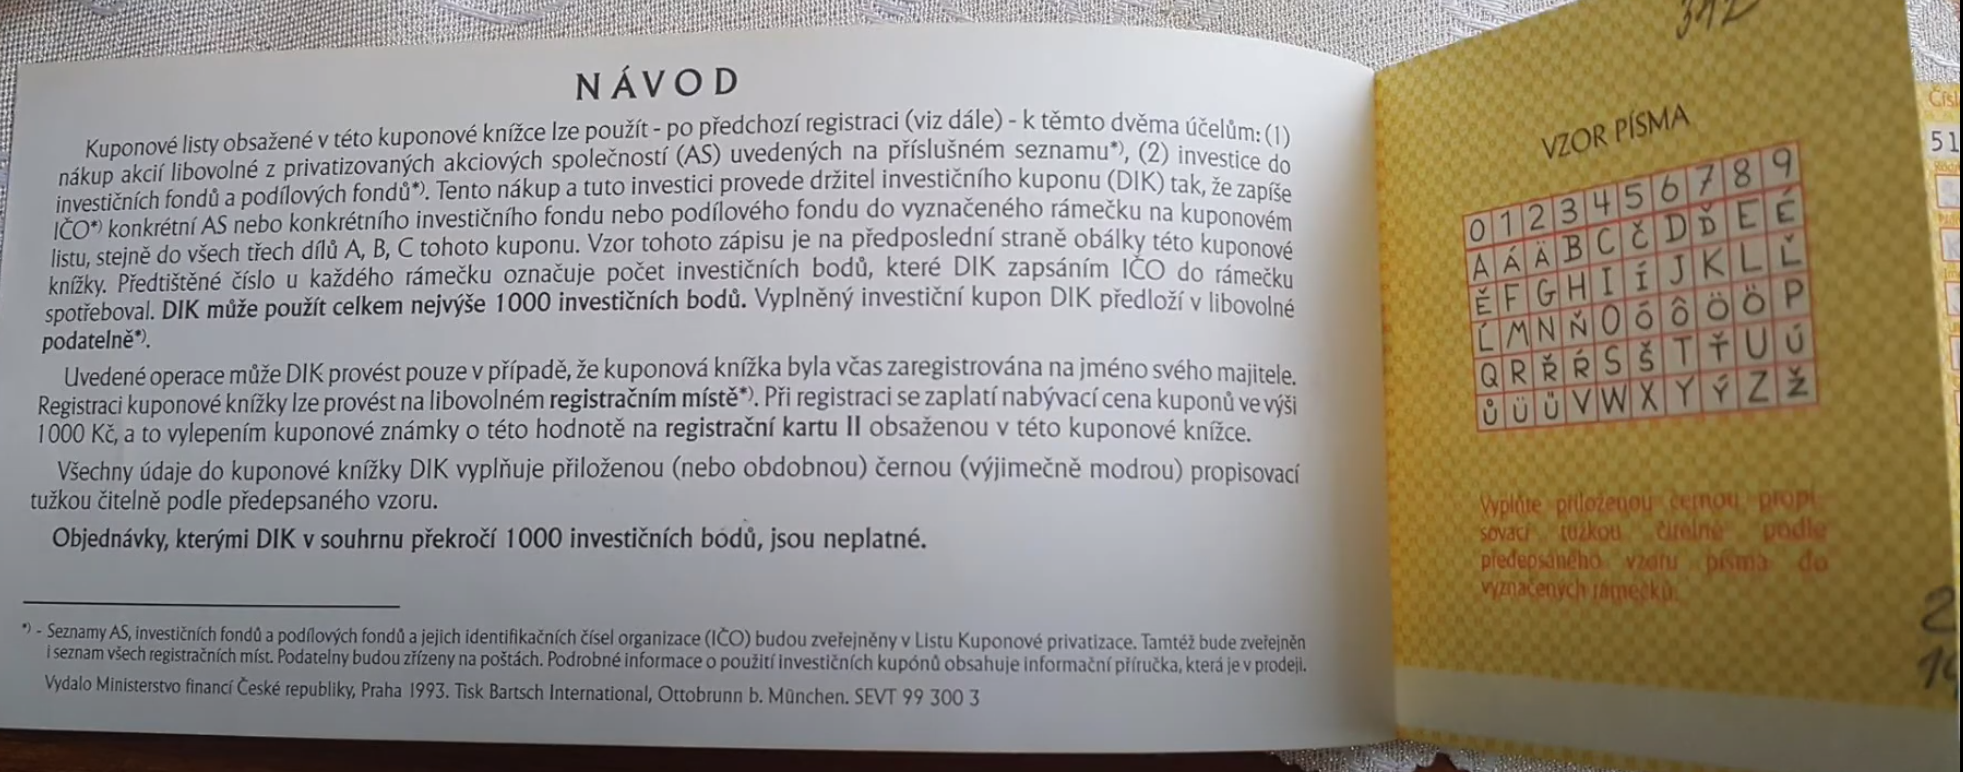 NÁVOD
Kuponové listy obsažené v této kuponové knížce lze použít - po předchozí registraci (viz dále) - k těmto dvěma účelům: (1)
nákup akcií libovolné z privatizovaných akciových společností (AS) uvedených na příslušném seznamu*), (2) investice do
investičních fondů a podílových fondů*). Tento nákup a tuto investici provede držitel investičního kuponu (DIK) tak, že zapíše
IČO*) konkrétní AS nebo konkrétního investičního fondu nebo podílového fondu do vyznačeného rámečku na kuponovém
listu, stejně do všech třech dílů A, B, C tohoto kuponu. Vzor tohoto zápisu je na předposlední straně obálky této kuponové
knížky. Předtištěné číslo u každého rámečku označuje počet investičních bodů, které DIK zapsáním IČO do rámečku
spotřeboval. DIK může použít celkem nejvýše 1000 investičních bodů. Vyplněný investiční kupon DIK předloží v libovolné
podatelně*).
Uvedené operace může DIK provést pouze v případě, že kuponová knížka byla včas zaregistrována na jméno svého majitele.
Registraci kuponové knížky lze provést na libovolném registračním místě*). Při registraci se zaplatí nabývací cena kuponů ve výši
1000 Kč, a to vylepením kuponové známky o této hodnotě na registrační kartu II obsaženou v této kuponové knížce.
Všechny údaje do kuponové knížky DIK vyplňuje přiloženou (nebo obdobnou) černou (výjimečně modrou) propisovací
tužkou čitelně podle předepsaného vzoru.
Objednávky, kterými DIK v souhrnu překročí 1000 investičních bodů, jsou neplatné.
*) - Seznamy AS, investičních fondů a podílových fondů a jejich identifikačních čísel organizace (IČO) budou zveřejněny v Listu Kuponové privatizace. Tamtéž bude zveřejněn
i seznam všech registračních míst. Podatelny budou zřízeny na poštách. Podrobné informace o použití investičních kupónů obsahuje informační příručka, která je v prodeji.
Vydalo Ministerstvo financí České republiky, Praha 1993. Tisk Bartsch International, Ottobrunn b. München. SEVT 99 300 3
VZOR PÍSMA
0 1 2 3 4 5 6 7 8 9
A Á Ä B C Č D Ď E É
Ě F G H I Í J K L Ľ
Ĺ M N Ň O Ó Ô Ö Ö P
Q R Ř Ŕ S Š T Ť U Ú
Ů Ü Ű V W X Y Ý Z Ž
Vyplňte přiloženou černou propi-
sovací tužkou čitelně podle
předepsaného vzoru písma do
vyznačených rámečků.
51